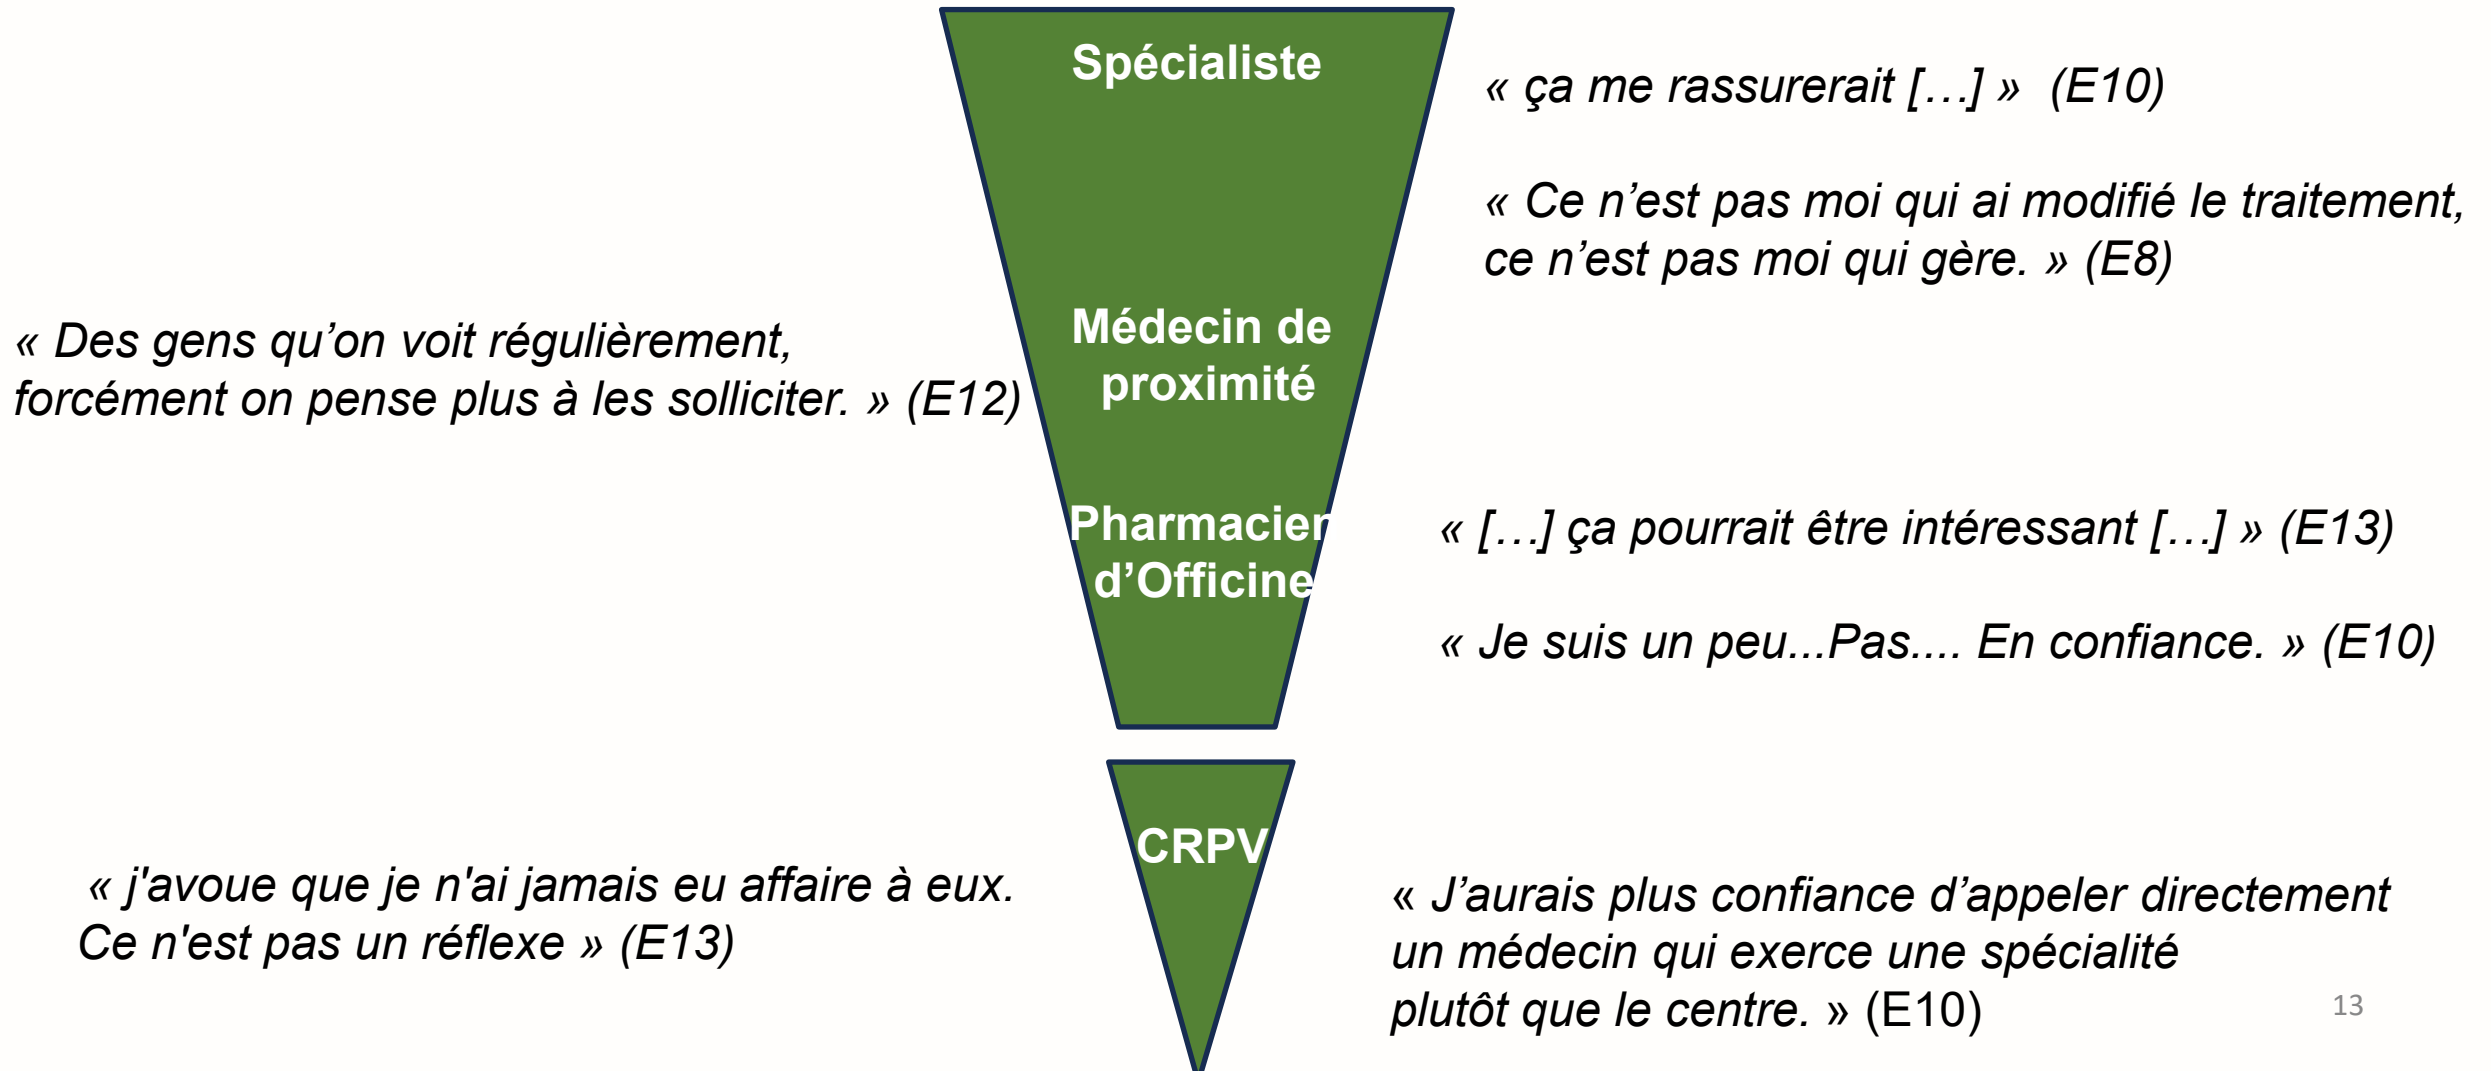 Spécialiste
« ça me rassurerait […] »  (E10)
« Ce n’est pas moi qui ai modifié le traitement,
ce n’est pas moi qui gère. » (E8)
Médecin de
proximité
« Des gens qu’on voit régulièrement,
forcément on pense plus à les solliciter. » (E12)
Pharmacien
d’Officine
« […] ça pourrait être intéressant […] » (E13)
« Je suis un peu...Pas.... En confiance. » (E10)
CRPV
« j'avoue que je n'ai jamais eu affaire à eux.
Ce n'est pas un réflexe » (E13)
« J’aurais plus confiance d’appeler directement
un médecin qui exerce une spécialité
plutôt que le centre. » (E10)
13